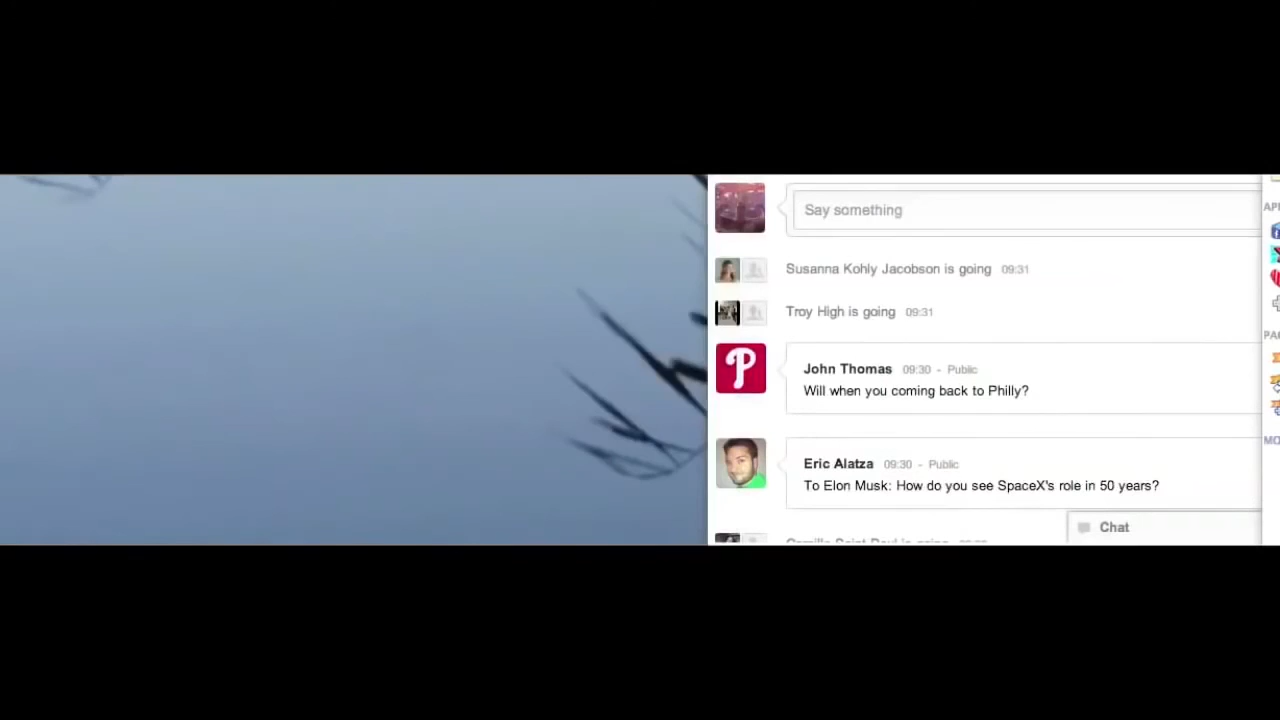 Say something
Susanna Kohly Jacobson is going 09:31
Troy High is going 09:31
P
John Thomas 09:30 - Public
Will when you coming back to Philly?
Eric Alatza 09:30 - Public
To Elon Musk: How do you see SpaceX's role in 50 years?
Chat